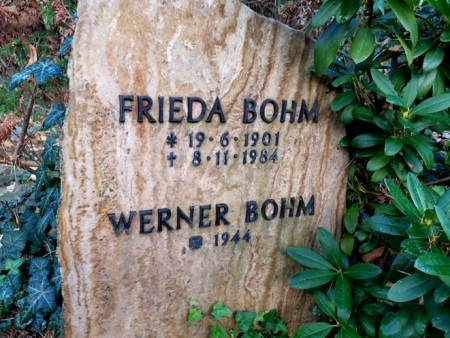 FRIEDA BOHM
* 19·6·1901
† 8·11·1984
WERNER BOHM
1944